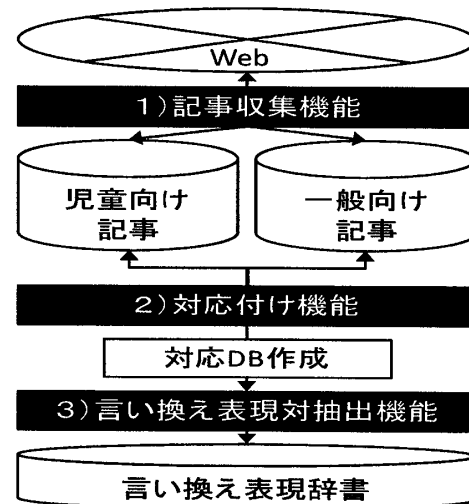 Web
1)記事収集機能
児童向け
記事
一般向け
記事
2)対応付け機能
対応DB作成
3)言い換え表現対抽出機能
言い換え表現辞書